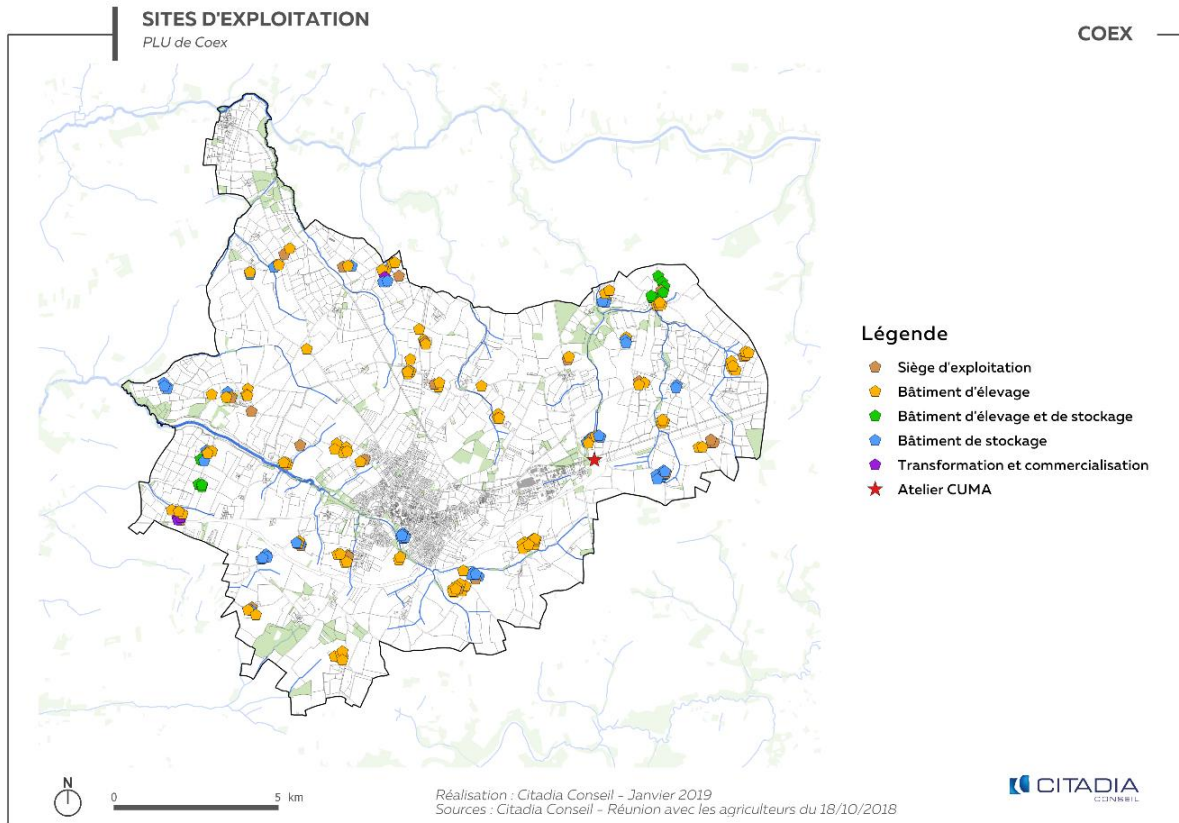 SITES D'EXPLOITATION
PLU de Coex
COEX
Légende
Siège d'exploitation
Bâtiment d'élevage
Bâtiment d'élevage et de stockage
Bâtiment de stockage
Transformation et commercialisation
Atelier CUMA
N
0 5 km
Réalisation : Citadia Conseil - Janvier 2019
Sources : Citadia Conseil - Réunion avec les agriculteurs du 18/10/2018
CITADIA
CONSEIL